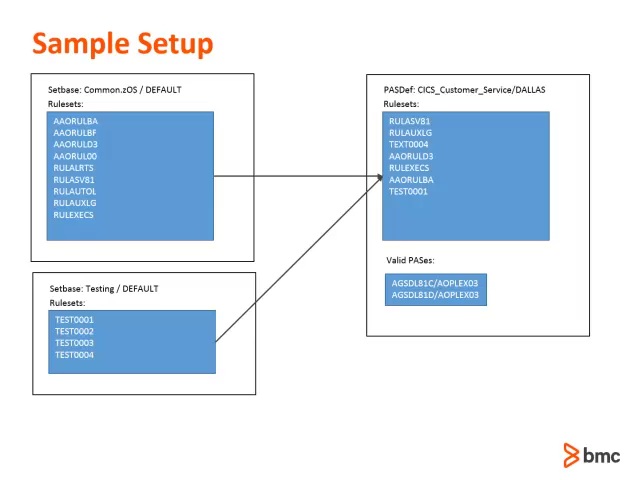 Sample Setup
Setbase: Common.zOS / DEFAULT
Rulesets:
AAORULBA
AAORULBF
AAORULD3
AAORUL00
RULALRTS
RULASV81
RULAUTOL
RULAUXLG
RULEXECS
Setbase: Testing / DEFAULT
Rulesets:
TEST0001
TEST0002
TEST0003
TEST0004
PASDef: CICS_Customer_Service/DALLAS
Rulesets:
RULASV81
RULAUXLG
TEXT0004
AAORULD3
RULEXECS
AAORULBA
TEST0001
Valid PASes:
AGSDL81C/AOPLEX03
AGSDL81D/AOPLEX03
bmc